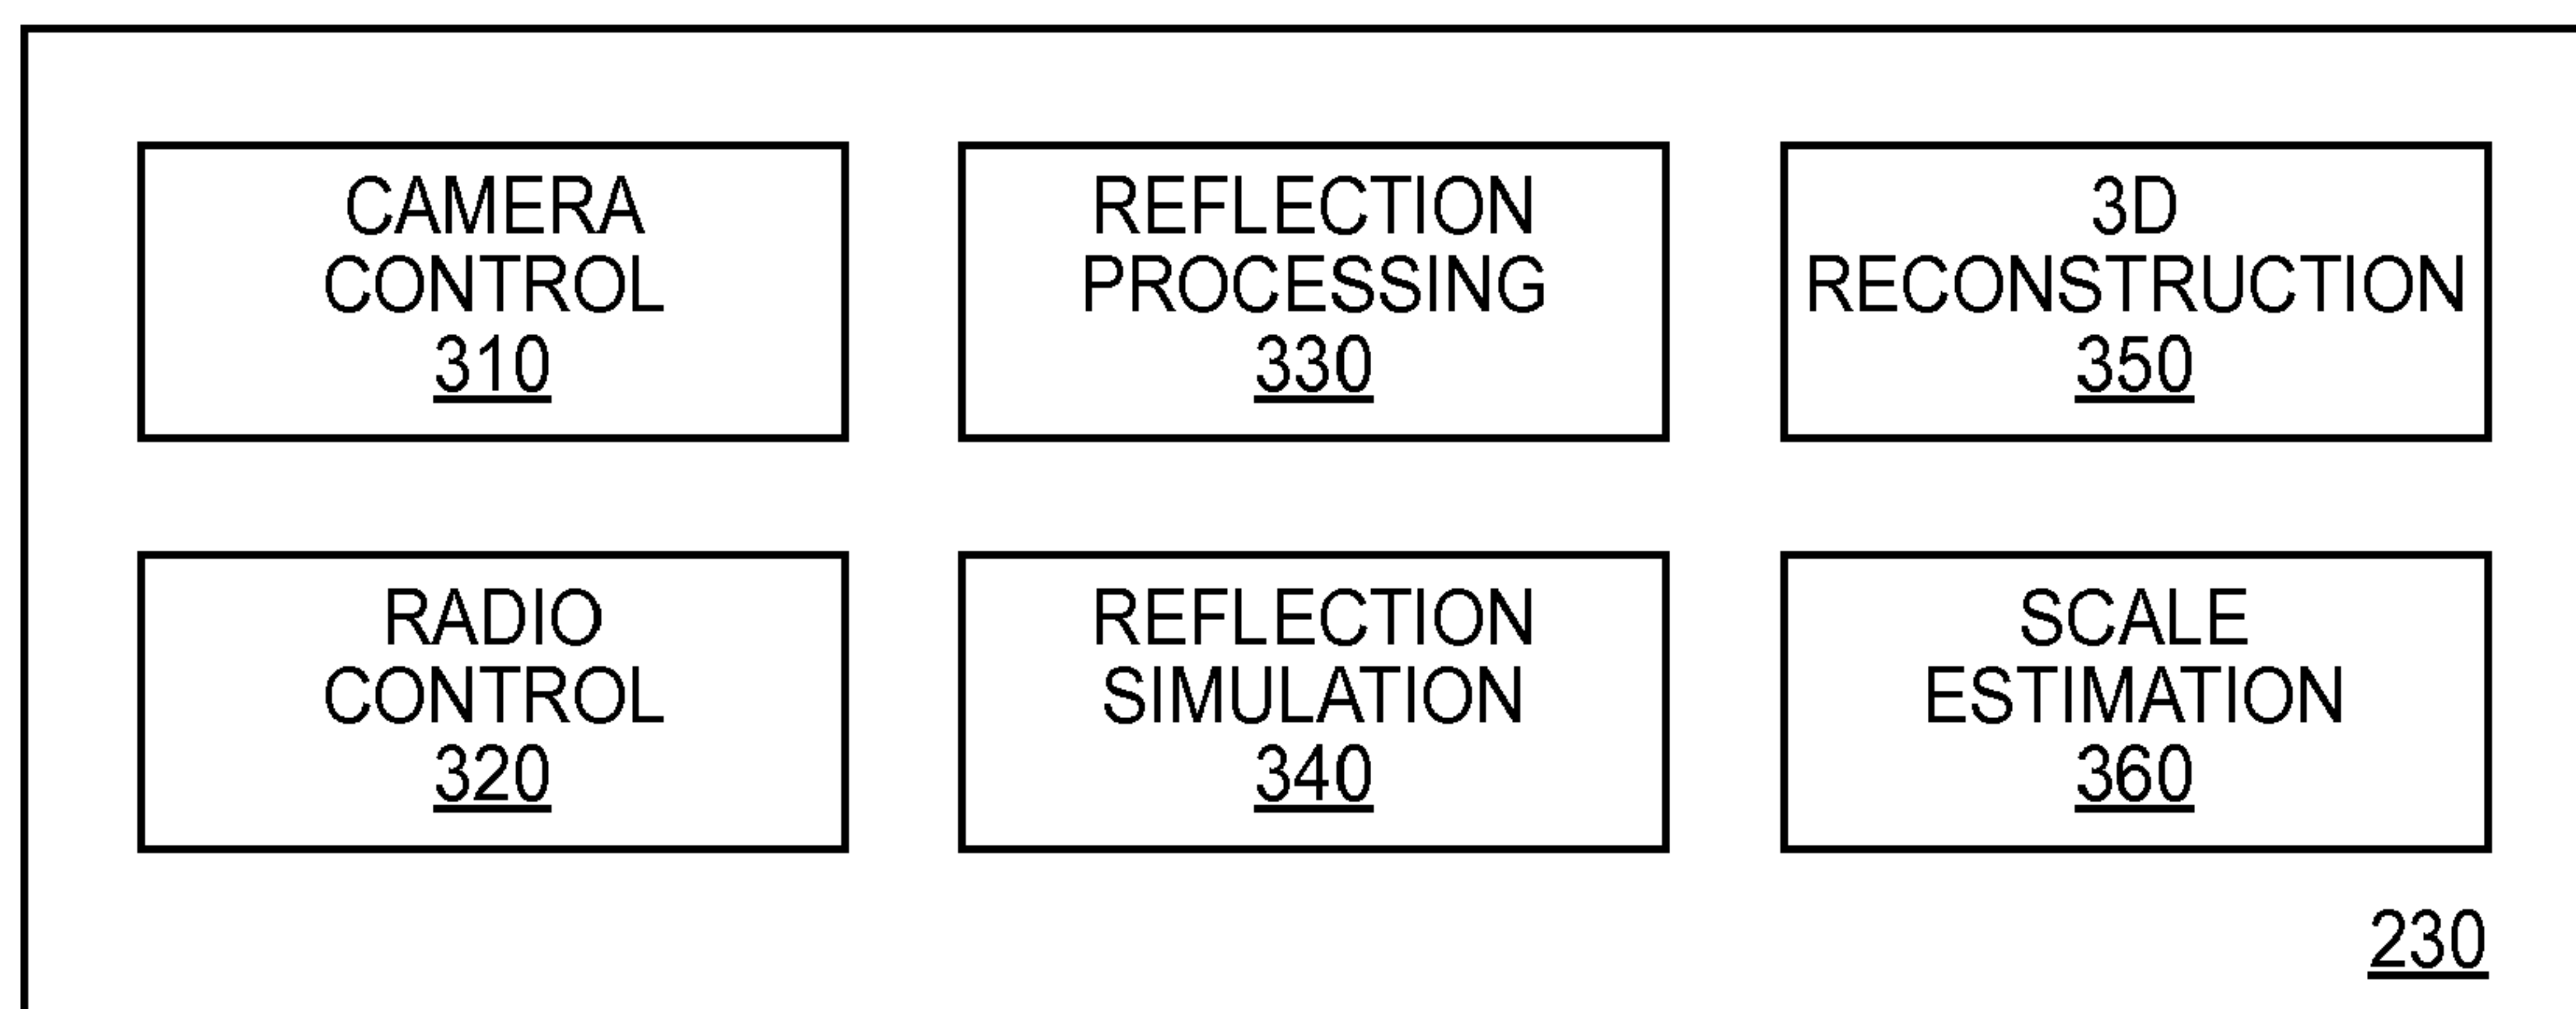 CAMERA
CONTROL
310
REFLECTION
PROCESSING
330
3D
RECONSTRUCTION
350
RADIO
CONTROL
320
REFLECTION
SIMULATION
340
SCALE
ESTIMATION
360
230